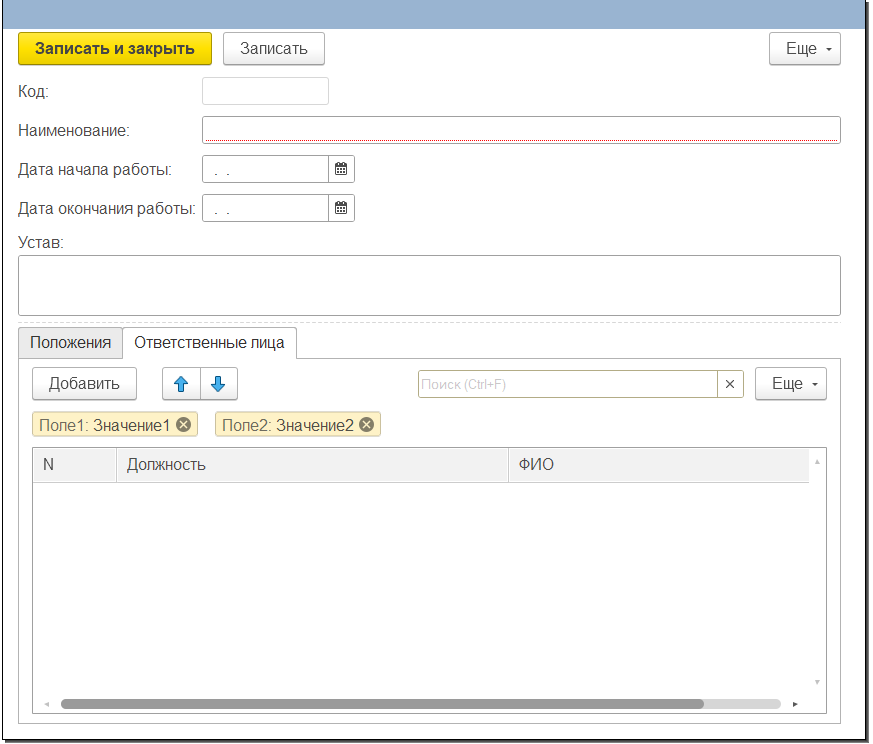 Записать и закрыть Записать Еще
Код:
Наименование:
Дата начала работы: . .
Дата окончания работы: . .
Устав:
Положения Ответственные лица
Добавить Поиск (Ctrl+F) × Еще
Поле1: Значение1 Поле2: Значение2
N Должность ФИО